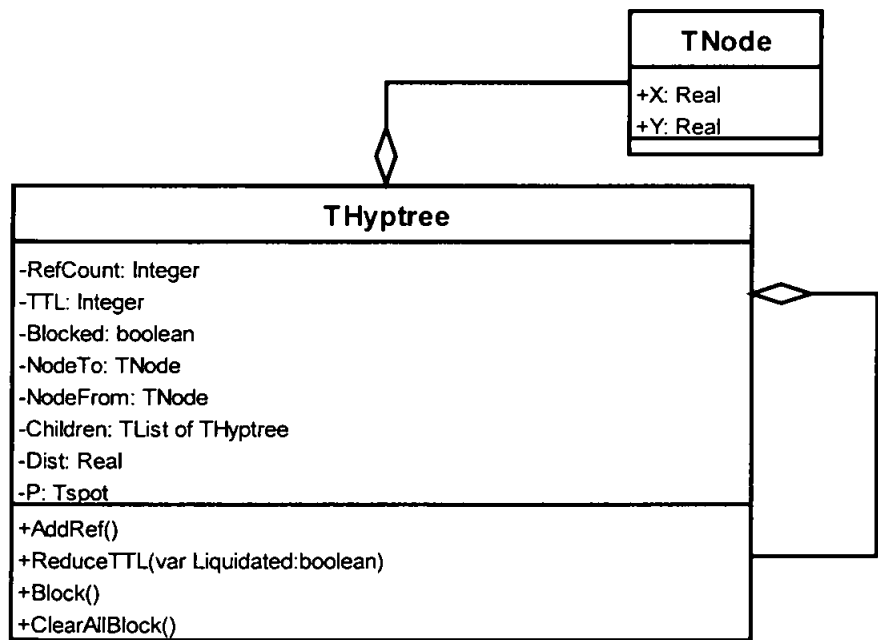 TNode
+X: Real
+Y: Real
THyptree
-RefCount: Integer
-TTL: Integer
-Blocked: boolean
-NodeTo: TNode
-NodeFrom: TNode
-Children: TList of THyptree
-Dist: Real
-P: Tspot
+AddRef()
+ReduceTTL(var Liquidated:boolean)
+Block()
+ClearAllBlock()